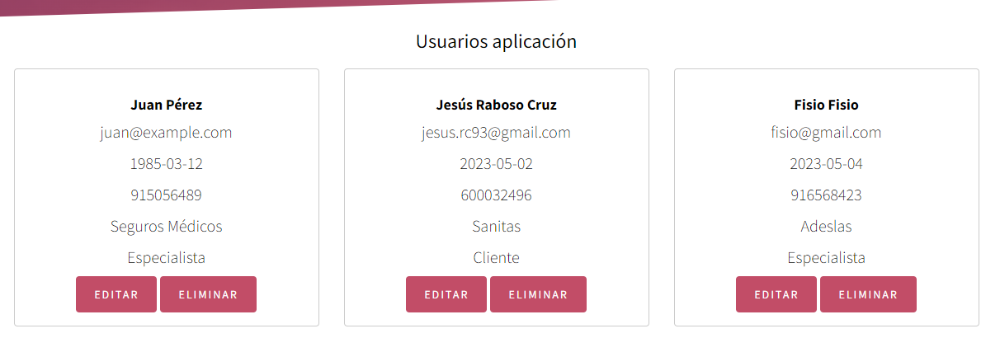 Usuarios aplicación
Juan Pérez
juan@example.com
1985-03-12
915056489
Seguros Médicos
Especialista
EDITAR ELIMINAR
Jesús Raboso Cruz
jesus.rc93@gmail.com
2023-05-02
600032496
Sanitas
Cliente
EDITAR ELIMINAR
Fisio Fisio
fisio@gmail.com
2023-05-04
916568423
Adeslas
Especialista
EDITAR ELIMINAR